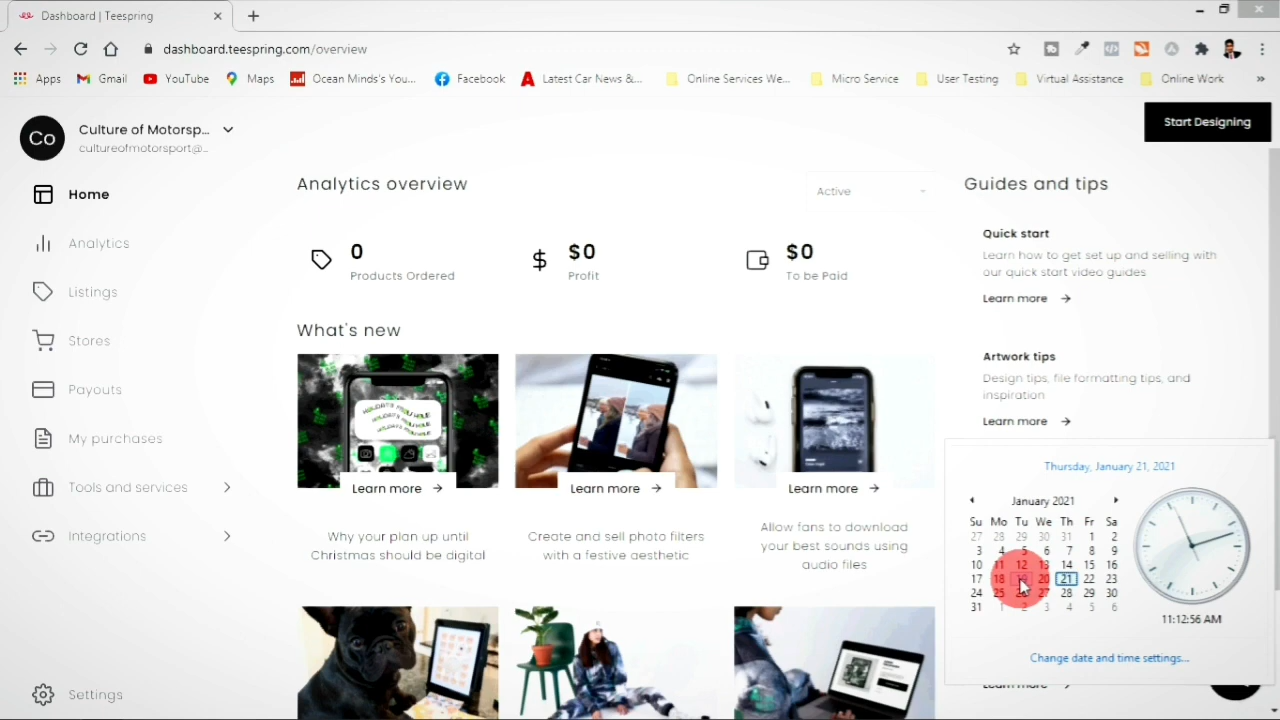 Dashboard | Teespring
dashboard.teespring.com/overview
Apps
Gmail
YouTube
Maps
Ocean Minds's You...
Facebook
Latest Car News &...
Online Services We...
Micro Service
User Testing
Virtual Assistance
Online Work
»
Co
Culture of Motorsp...
cultureofmotorsport@...
Start Designing
Home
Analytics
Listings
Stores
Payouts
My purchases
Tools and services
Integrations
Settings
Analytics overview
Active
0
Products Ordered
$0
Profit
$0
To be Paid
What's new
Learn more →
Why your plan up until
Christmas should be digital
Learn more →
Create and sell photo filters
with a festive aesthetic
Learn more →
Allow fans to download
your best sounds using
audio files
Guides and tips
Quick start
Learn how to get set up and selling with
our quick start video guides
Learn more →
Artwork tips
Design tips, file formatting tips, and
inspiration
Learn more →
Thursday, January 21, 2021
January 2021
Su Mo Tu We Th Fr Sa
27 28 29 30 31 1 2
3 4 5 6 7 8 9
10 11 12 13 14 15 16
17 18 19 20 21 22 23
24 25 26 27 28 29 30
31 1 2 3 4 5 6
11:12:56 AM
Change date and time settings...
Learn more